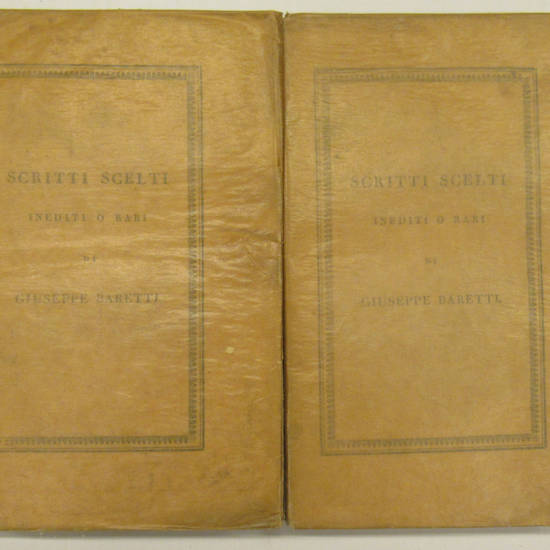 SCRITTI SCELTI
INEDITI O RARI
DI
GIUSEPPE BARETTI.
SCRITTI SCELTI
INEDITI O RARI
DI
GIUSEPPE BARETTI.